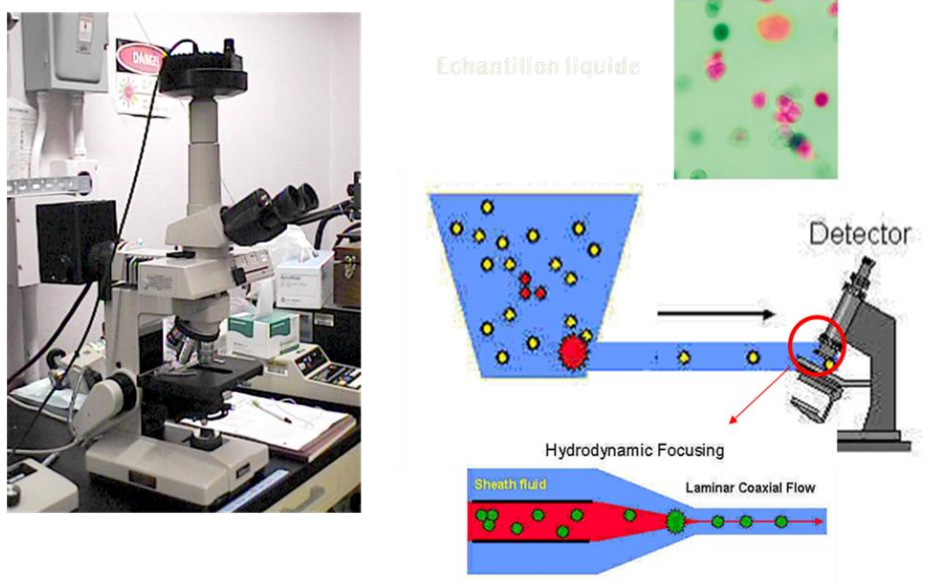 DANGER
Echantillon liquide
Detector
Hydrodynamic Focusing
Sheath fluid
Laminar Coaxial Flow